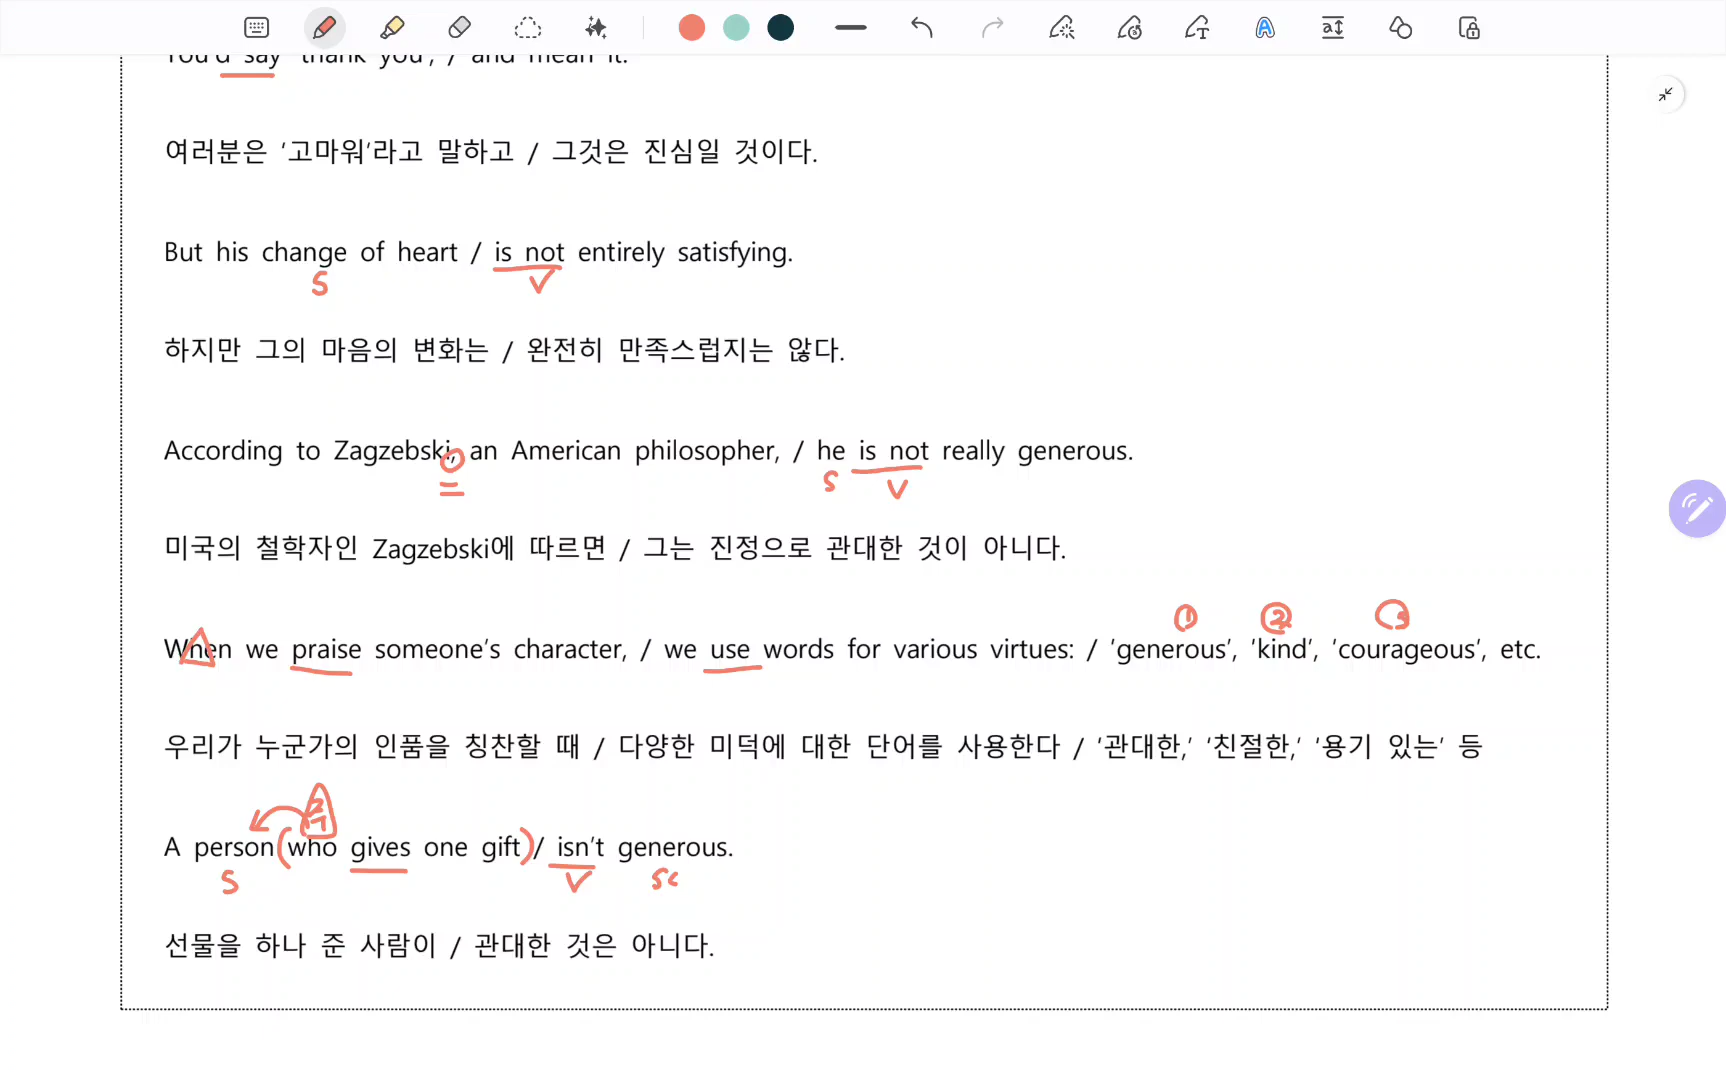 You'd say 'thank you', / and mean it.
여러분은 '고마워'라고 말하고 / 그것은 진심일 것이다.
But his change of heart / is not entirely satisfying.
S V
하지만 그의 마음의 변화는 / 완전히 만족스럽지는 않다.
According to Zagzebski, an American philosopher, / he is not really generous.
S V
미국의 철학자인 Zagzebski에 따르면 / 그는 진정으로 관대한 것이 아니다.
① ② ③
When we praise someone's character, / we use words for various virtues: / 'generous', 'kind', 'courageous', etc.
우리가 누군가의 인품을 칭찬할 때 / 다양한 미덕에 대한 단어를 사용한다 / '관대한,' '친절한,' '용기 있는' 등
A person (who gives one gift) / isn't generous.
S V SC
선물을 하나 준 사람이 / 관대한 것은 아니다.